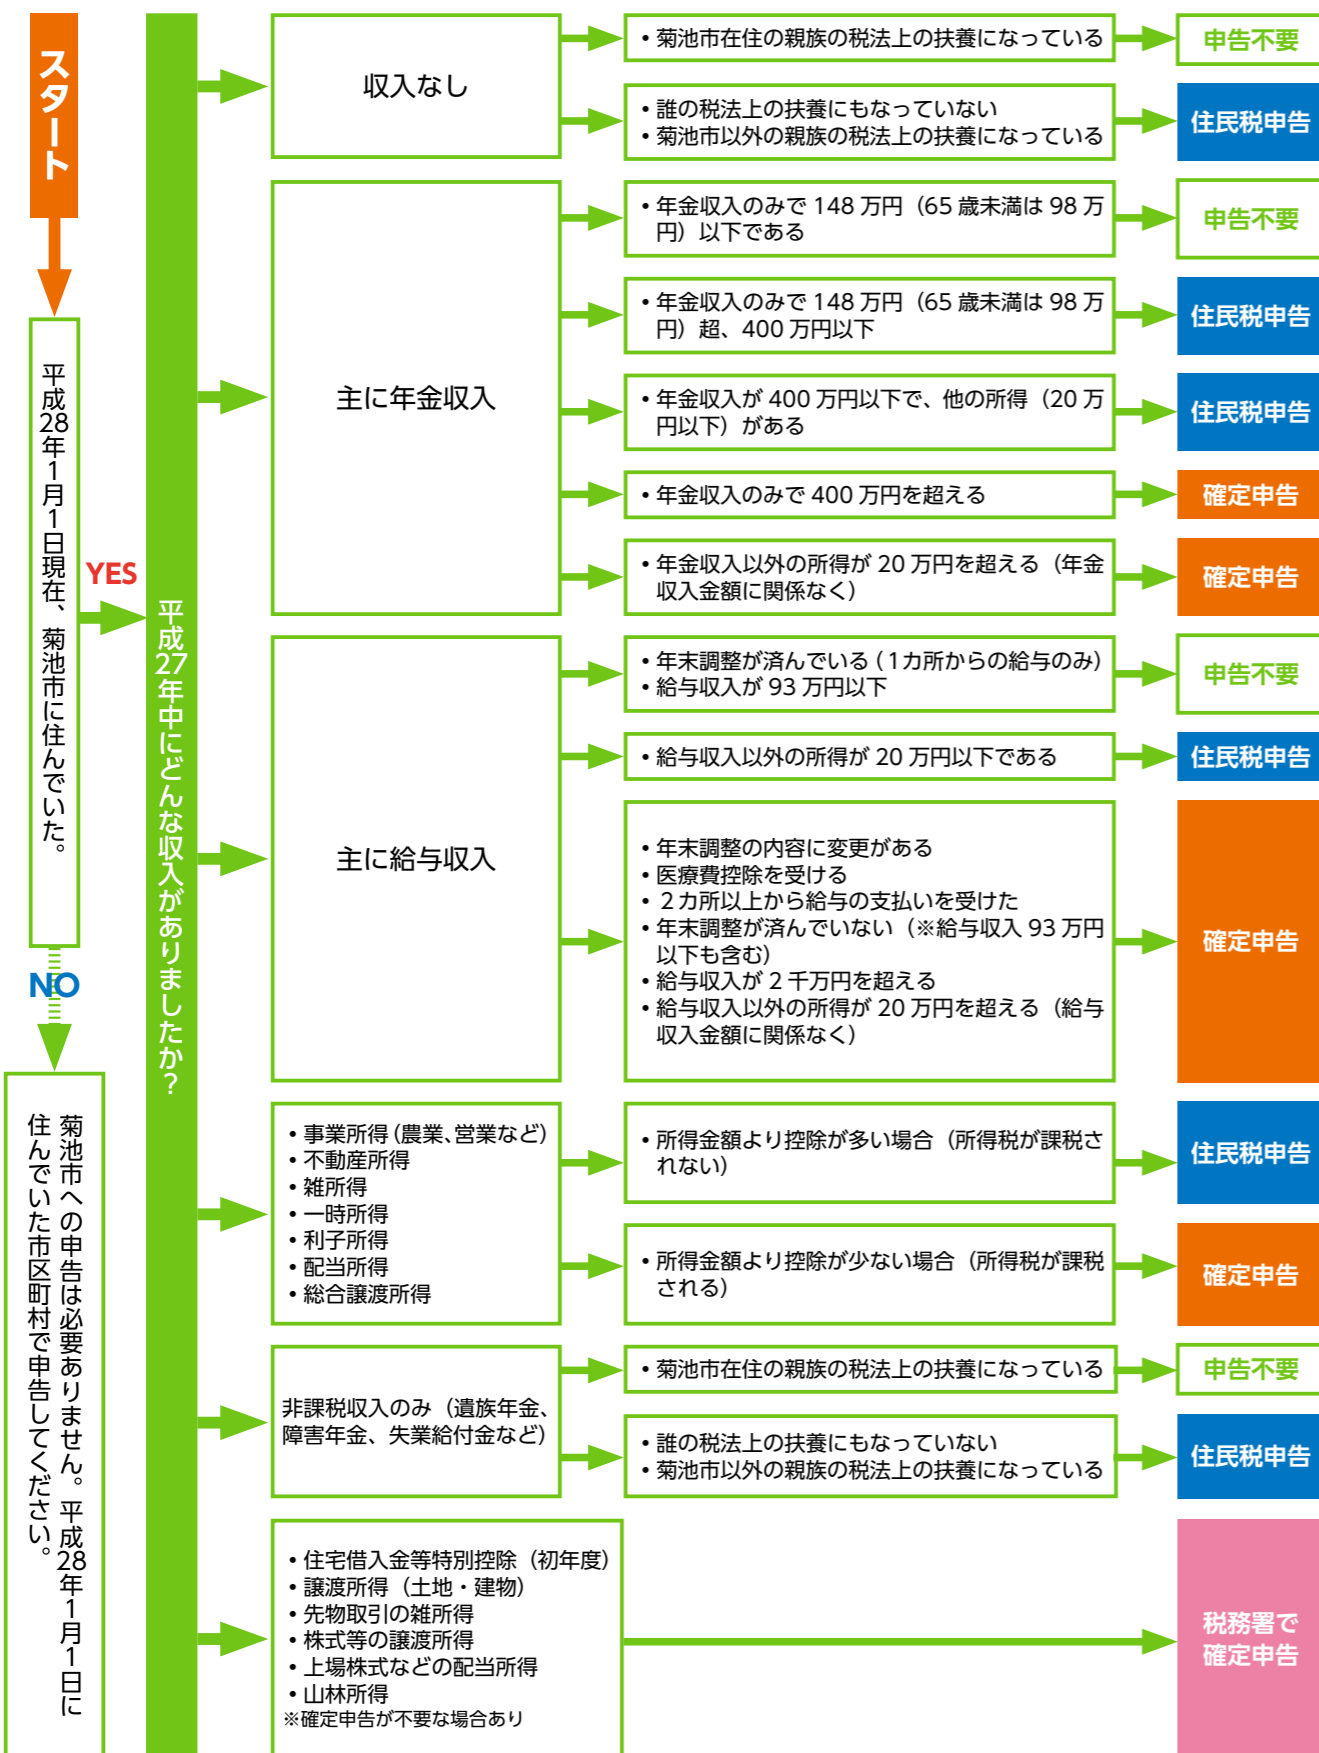 スタート
平成28年1月1日現在、菊池市に住んでいた。
YES
NO
菊池市への申告は必要ありません。平成28年1月1日に
住んでいた市区町村で申告してください。
平成27年中にどんな収入がありましたか？
収入なし
•菊池市在住の親族の税法上の扶養になっている
申告不要
•誰の税法上の扶養にもなっていない
•菊池市以外の親族の税法上の扶養になっている
住民税申告
主に年金収入
•年金収入のみで 148 万円（65 歳未満は 98 万
円）以下である
申告不要
•年金収入のみで 148 万円（65 歳未満は 98 万
円）超、400 万円以下
住民税申告
•年金収入が 400 万円以下で、他の所得（20 万
円以下）がある
住民税申告
•年金収入のみで 400 万円を超える
確定申告
•年金収入以外の所得が 20 万円を超える（年金
収入金額に関係なく）
確定申告
主に給与収入
•年末調整が済んでいる（1カ所からの給与のみ）
•給与収入が 93 万円以下
申告不要
•給与収入以外の所得が 20 万円以下である
住民税申告
•年末調整の内容に変更がある
•医療費控除を受ける
•２カ所以上から給与の支払いを受けた
•年末調整が済んでいない（※給与収入 93 万円
以下も含む）
•給与収入が 2 千万円を超える
•給与収入以外の所得が 20 万円を超える（給与
収入金額に関係なく）
確定申告
•事業所得（農業、営業など）
•不動産所得
•雑所得
•一時所得
•利子所得
•配当所得
•総合譲渡所得
•所得金額より控除が多い場合（所得税が課税さ
れない）
住民税申告
•所得金額より控除が少ない場合（所得税が課税
される）
確定申告
非課税収入のみ（遺族年金、
障害年金、失業給付金など）
•菊池市在住の親族の税法上の扶養になっている
申告不要
•誰の税法上の扶養にもなっていない
•菊池市以外の親族の税法上の扶養になっている
住民税申告
•住宅借入金等特別控除（初年度）
•譲渡所得（土地・建物）
•先物取引の雑所得
•株式等の譲渡所得
•上場株式などの配当所得
•山林所得
※確定申告が不要な場合あり
税務署で
確定申告